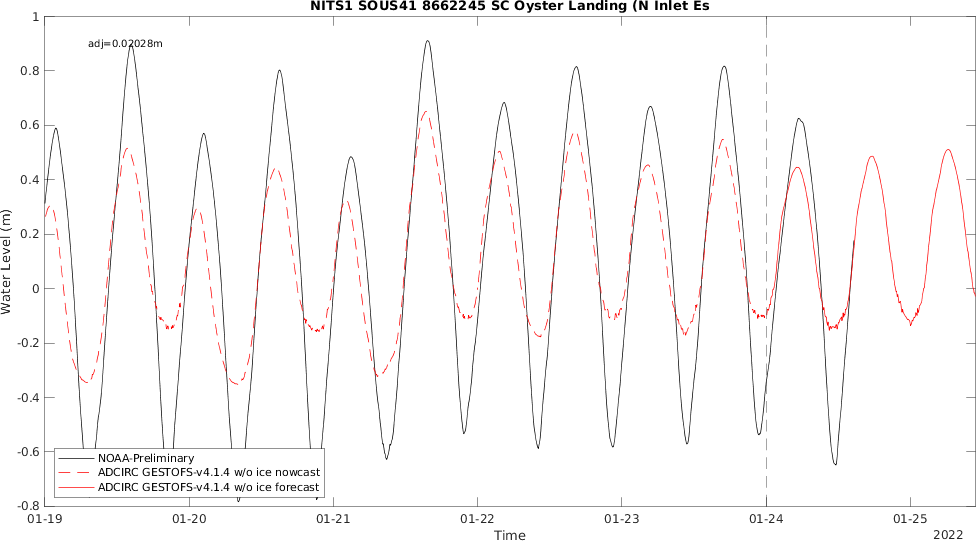 NITS1 SOUS41 8662245 SC Oyster Landing (N Inlet Es
adj=0.02028m
1
0.8
0.6
0.4
0.2
0
-0.2
-0.4
-0.6
-0.8
Water Level (m)
NOAA-Preliminary
ADCIRC GESTOFS-v4.1.4 w/o ice nowcast
ADCIRC GESTOFS-v4.1.4 w/o ice forecast
01-19 01-20 01-21 01-22 01-23 01-24 01-25
Time
2022